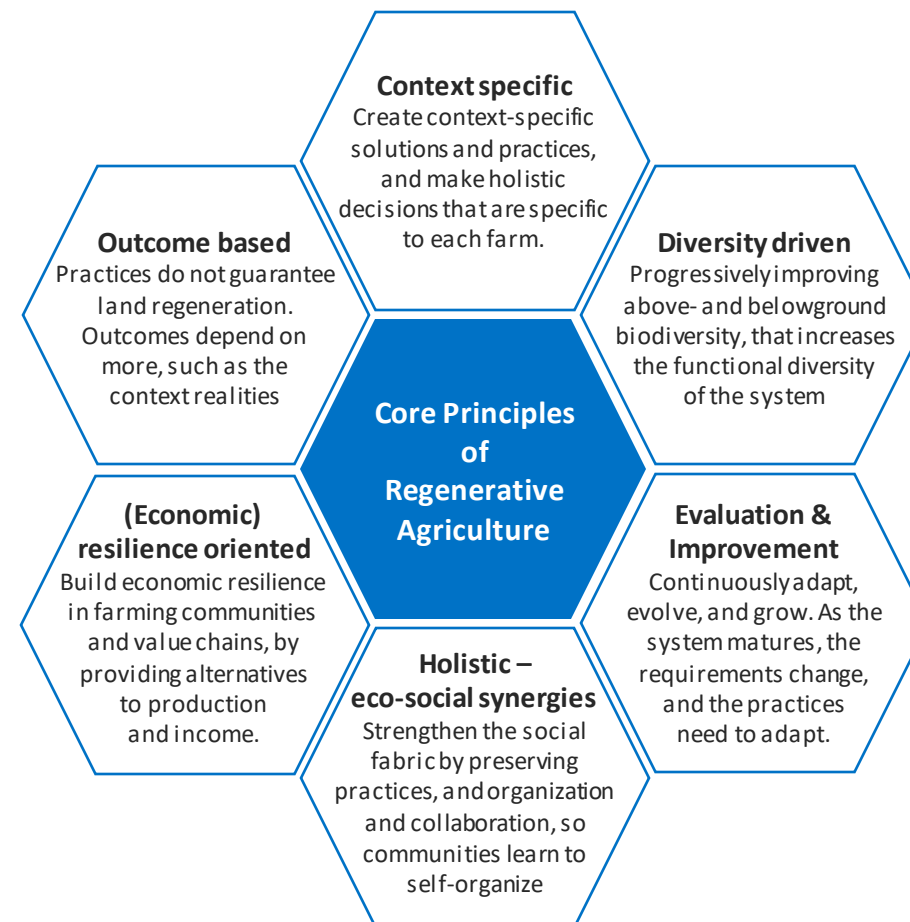 Context specific
Create context-specific
solutions and practices,
and make holistic
decisions that are specific
to each farm.
Outcome based
Practices do not guarantee
land regeneration.
Outcomes depend on
more, such as the
context realities
Diversity driven
Progressively improving
above- and belowground
biodiversity, that increases
the functional diversity
of the system
Core Principles
of
Regenerative
Agriculture
(Economic)
resilience oriented
Build economic resilience
in farming communities
and value chains, by
providing alternatives
to production
and income.
Evaluation &
Improvement
Continuously adapt,
evolve, and grow. As the
system matures, the
requirements change,
and the practices
need to adapt.
Holistic –
eco-social synergies
Strengthen the social
fabric by preserving
practices, and organization
and collaboration, so
communities learn to
self-organize